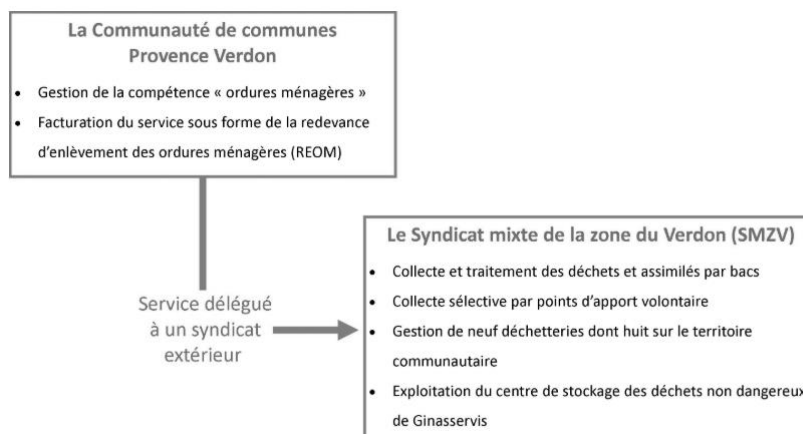 La Communauté de communes
Provence Verdon
• Gestion de la compétence « ordures ménagères »
• Facturation du service sous forme de la redevance
d'enlèvement des ordures ménagères (REOM)
Service délégué
à un syndicat
extérieur
Le Syndicat mixte de la zone du Verdon (SMZV)
• Collecte et traitement des déchets et assimilés par bacs
• Collecte sélective par points d'apport volontaire
• Gestion de neuf déchetteries dont huit sur le territoire
communautaire
• Exploitation du centre de stockage des déchets non dangereux
de Ginasservis